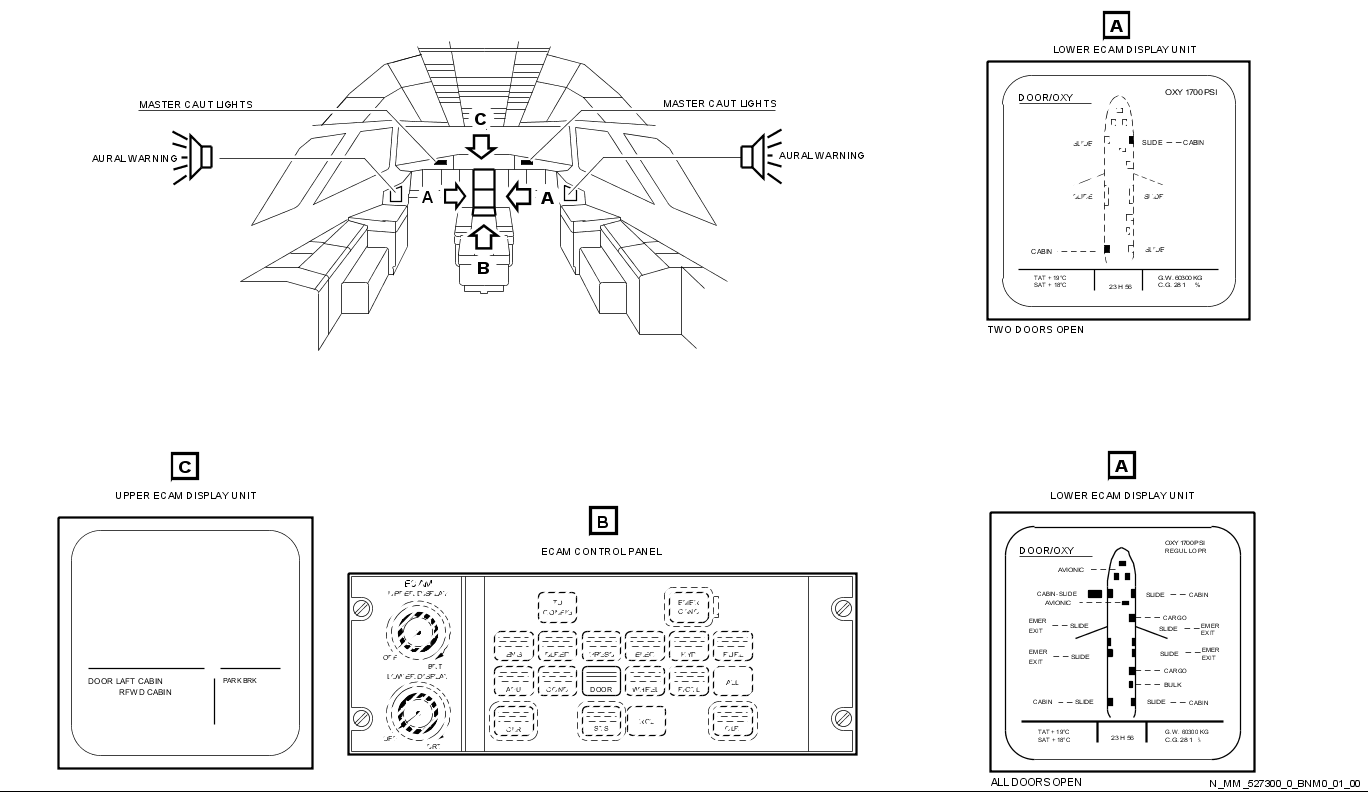 A
LOWER ECAM DISPLAY UNIT
DOOR/OXY
OXY 1700 PSI
SLIDE
SLIDE
CABIN
SLIDE
SLIDE
CABIN
SLIDE
TAT + 19°C
SAT + 18°C
23 H 56
G.W. 60300 KG
C.G. 28 1 %
TWO DOORS OPEN
MASTER CAUT LIGHTS
MASTER CAUT LIGHTS
C
AURAL WARNING
AURAL WARNING
A
A
B
C
UPPER ECAM DISPLAY UNIT
DOOR L AFT CABIN
R FWD CABIN
PARK BRK
B
ECAM CONTROL PANEL
ECAM
UPPER DISPLAY
OFF
BRT
LOWER DISPLAY
OFF
BRT
TO
CONFIG
EMER
CANC
ENG
BLEED
PRESS
ELEC
HYD
FUEL
APU
COND
DOOR
WHEEL
F/CTL
ALL
CLR
STS
RCL
CLR
A
LOWER ECAM DISPLAY UNIT
DOOR/OXY
OXY 1700 PSI
REGUL LO PR
AVIONIC
CABIN-SLIDE
SLIDE
CABIN
AVIONIC
EMER
EXIT
SLIDE
CARGO
SLIDE
EMER
EXIT
EMER
EXIT
SLIDE
SLIDE
EMER
EXIT
CARGO
BULK
CABIN
SLIDE
SLIDE
CABIN
TAT + 19°C
SAT + 18°C
23 H 56
G.W. 60300 KG
C.G. 28 1 %
ALL DOORS OPEN
N_MM_527300_0_BNM0_01_00